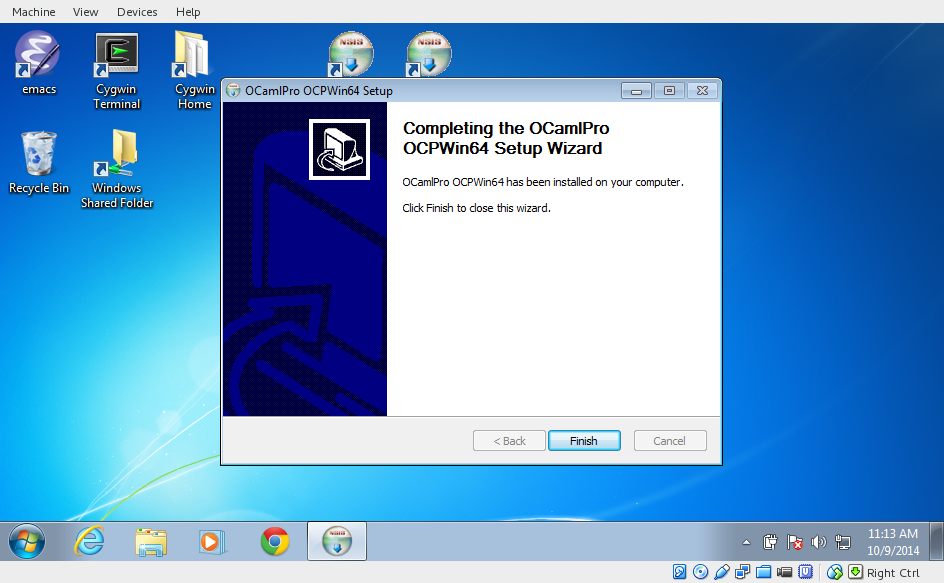 Machine View Devices Help
NSIS
NSIS
emacs
Cygwin
Terminal
Cygwin
Home
Recycle Bin
Windows
Shared Folder
OCamlPro OCPWin64 Setup
Completing the OCamlPro
OCPWin64 Setup Wizard
OCamlPro OCPWin64 has been installed on your computer.
Click Finish to close this wizard.
< Back
Finish
Cancel
NSIS
11:13 AM
10/9/2014
Right Ctrl